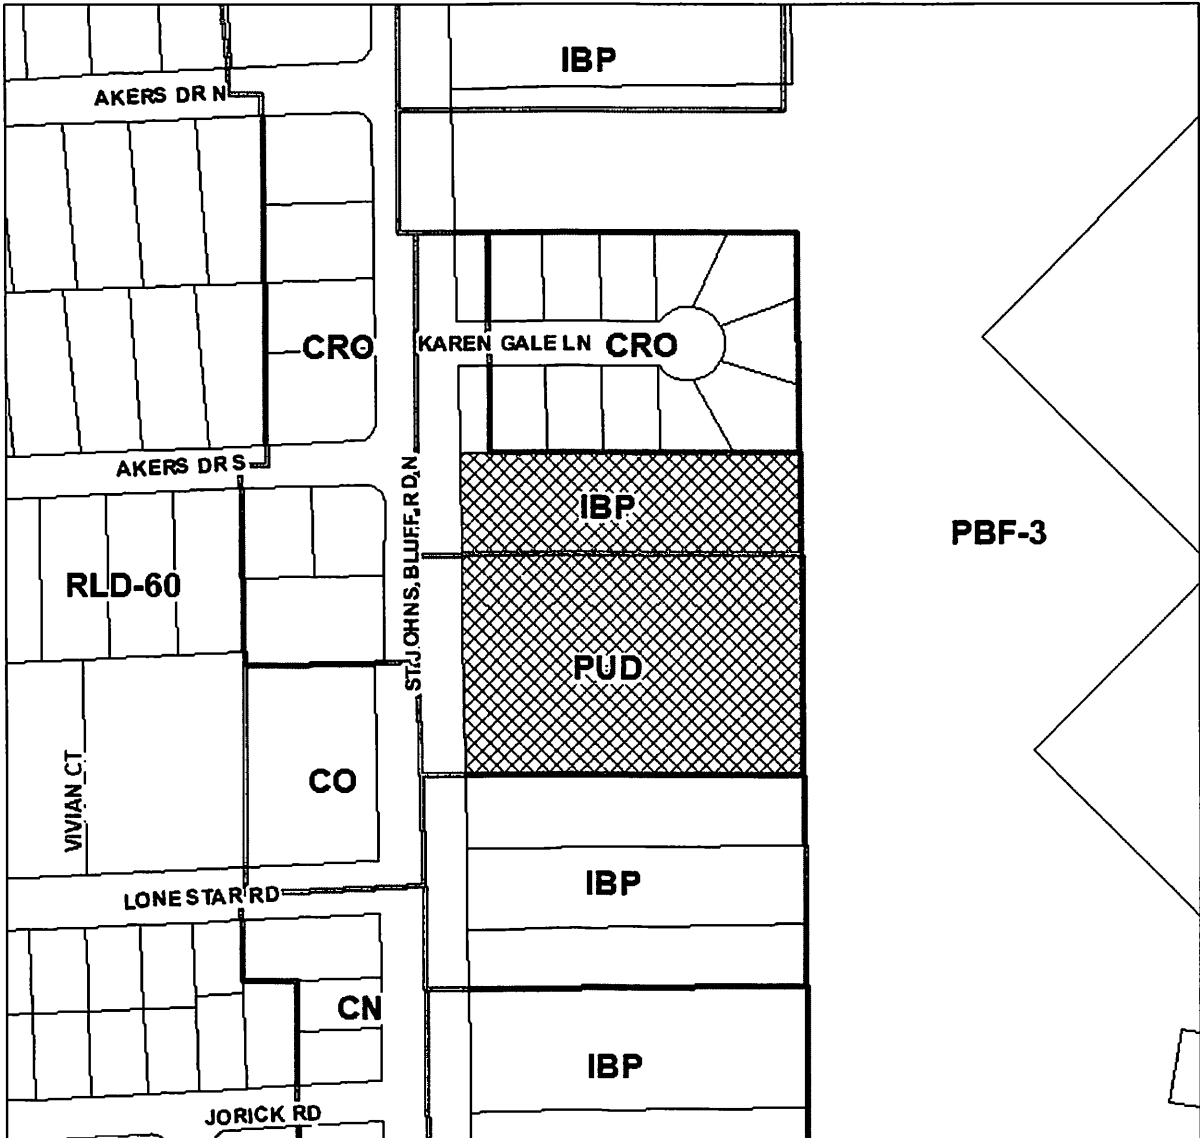 IBP
AKERS DR N
CRO
KAREN GALE LN
CRO
AKERS DR S
IBP
ST JOHNS BLUFF RD N
PBF-3
RLD-60
PUD
VIVIAN CT
CO
LONE STAR RD
IBP
CN
IBP
JORICK RD